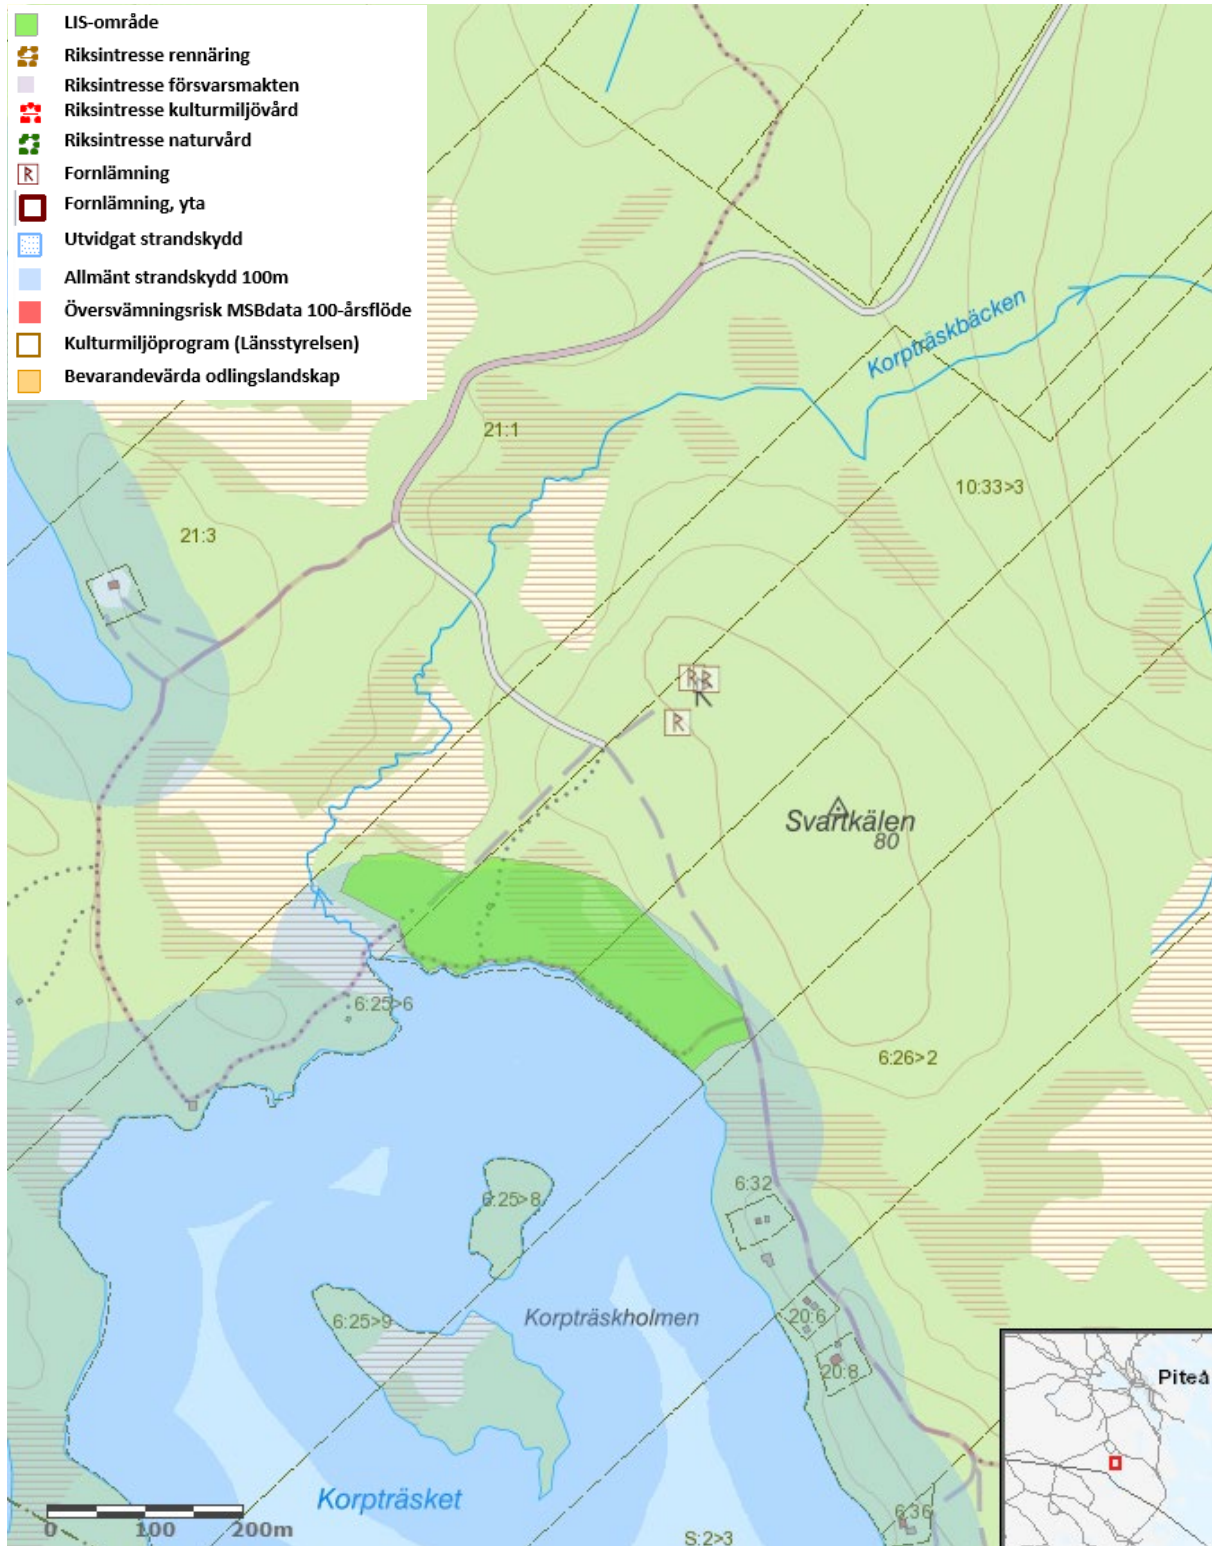 LIS-område
Riksintresse rennäring
Riksintresse försvarsmakten
Riksintresse kulturmiljövård
Riksintresse naturvård
R Fornlämning
Fornlämning, yta
Utvidgat strandskydd
Allmänt strandskydd 100m
Översvämningsrisk MSBdata 100-årsflöde
Kulturmiljöprogram (Länsstyrelsen)
Bevarandevärda odlingslandskap
Korpträskbäcken
21:1
10:33>3
21:3
R R
R
Svartkälen
80
6:25>6
6:26>2
6:32
6:25>8
Korpträskholmen
20:6
6:25>9
20:8
Piteå
Korpträsket
6:36
0 100 200m
S:2>3